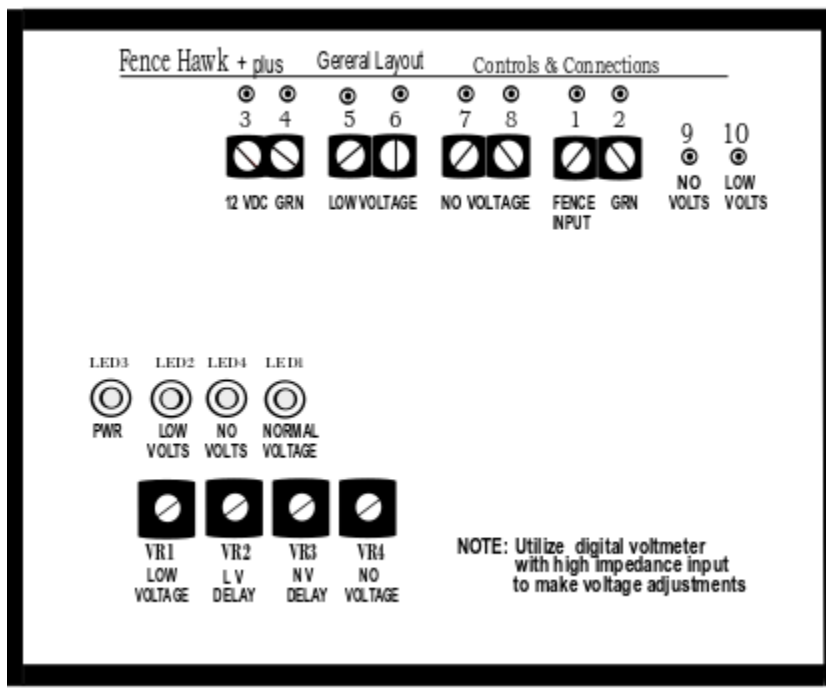 Fence Hawk + plus Gereral Layout Controls & Connections
3 4 5 6 7 8 1 2 9 10
12 VDC GRN LOW VOLTAGE NO VOLTAGE FENCE INPUT GRN NO VOLTS LOW VOLTS
LED3 LED2 LED4 LED1
PWR LOW VOLTS NO VOLTS NORMAL VOLTAGE
VR1 VR2 VR3 VR4
LOW VOLTAGE L V DELAY N V DELAY NO VOLTAGE
NOTE: Utilize digital voltmeter
with high impedance input
to make voltage adjustments